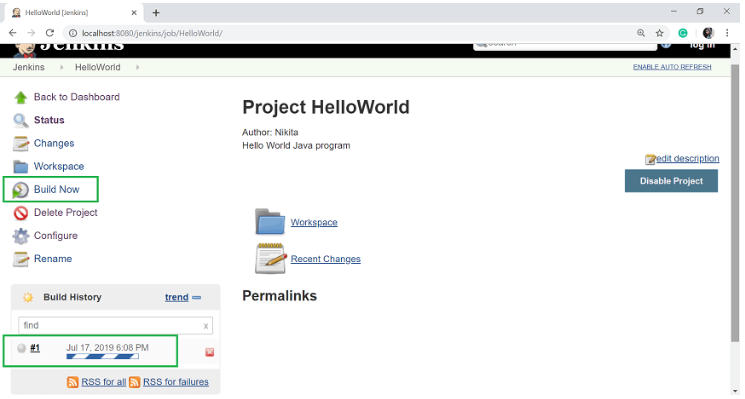 HelloWorld [Jenkins]
localhost:8080/jenkins/job/HelloWorld/
Jenkins
search
log in
Jenkins HelloWorld
ENABLE AUTO REFRESH
Back to Dashboard
Status
Changes
Workspace
Build Now
Delete Project
Configure
Rename
Build History trend
find x
#1 Jul 17, 2019 6:08 PM
RSS for all RSS for failures
Project HelloWorld
Author: Nikita
Hello World Java program
edit description
Disable Project
Workspace
Recent Changes
Permalinks